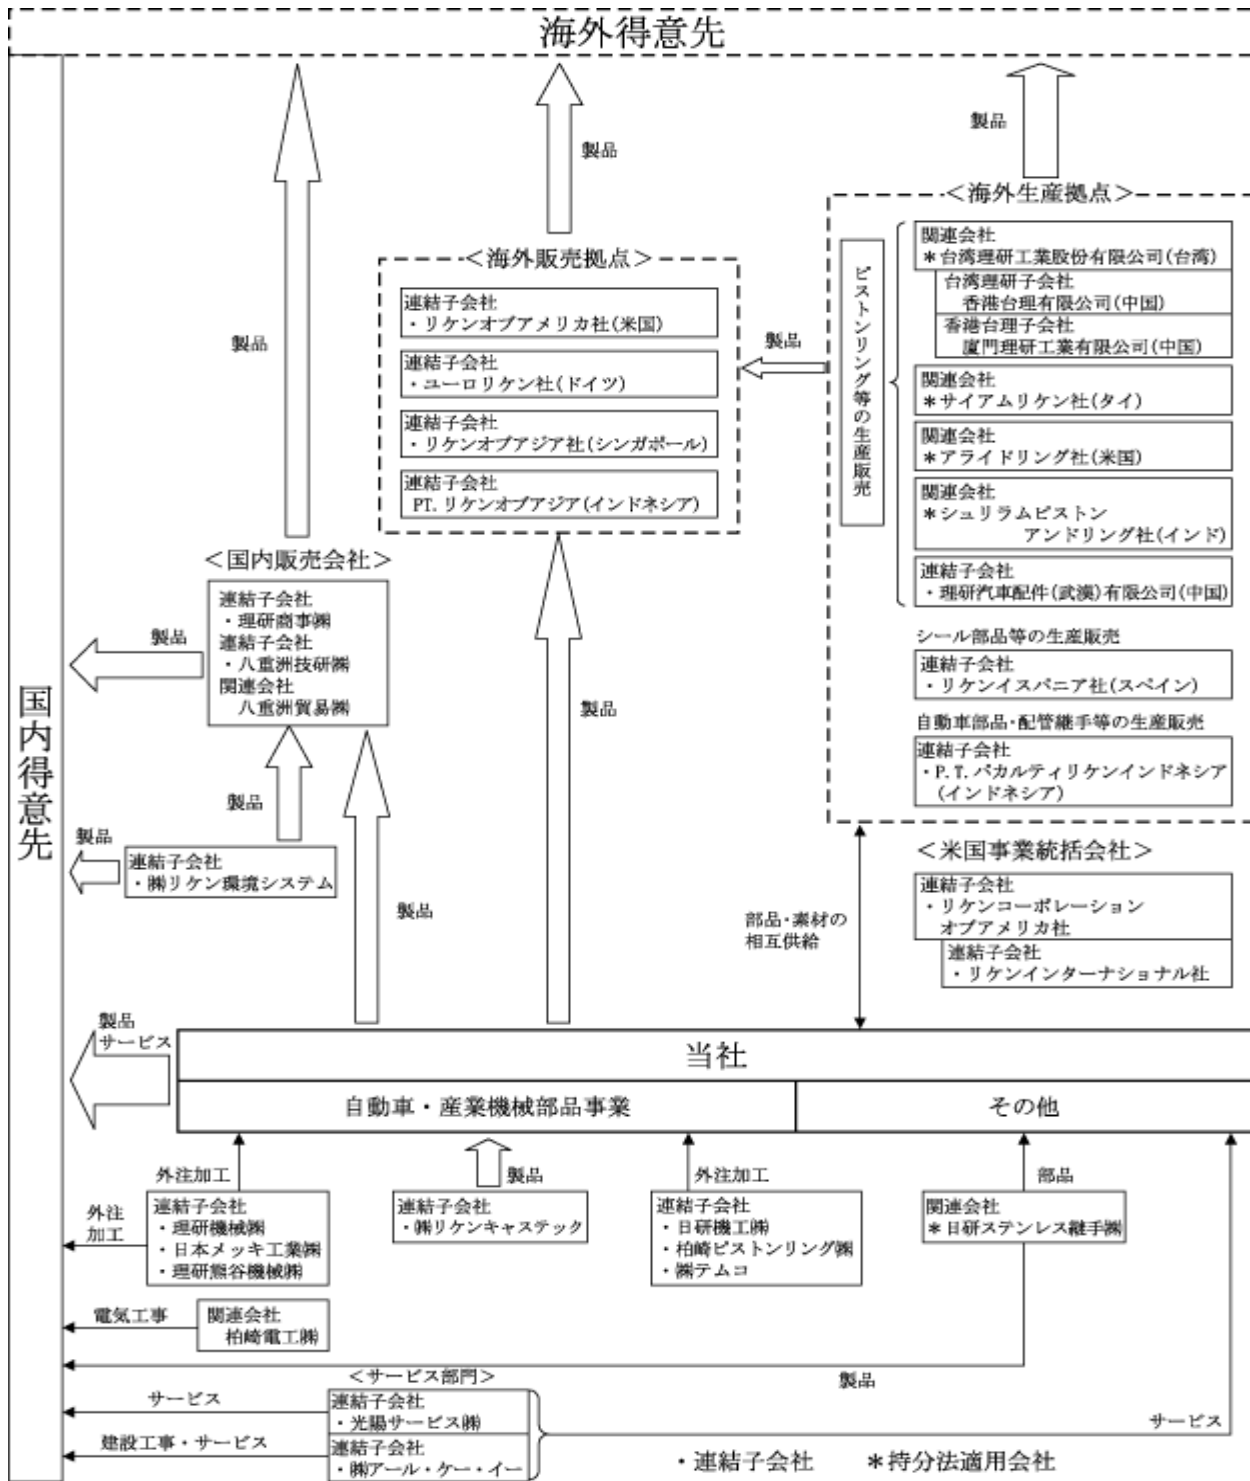 海外得意先
製品
製品
製品
＜海外生産拠点＞
＜海外販売拠点＞
ピストンリング等の生産販売
関連会社
＊台湾理研工業股份有限公司(台湾)
台湾理研子会社
香港台理有限公司(中国)
香港台理子会社
廈門理研工業有限公司(中国)
関連会社
＊サイアムリケン社(タイ)
関連会社
＊アライドリング社(米国)
関連会社
＊シュリラムピストン
アンドリング社(インド)
連結子会社
・理研汽車配件(武漢)有限公司(中国)
シール部品等の生産販売
連結子会社
・リケンイスパニア社(スペイン)
自動車部品・配管継手等の生産販売
連結子会社
・P.T.パカルティリケンインドネシア
(インドネシア)
連結子会社
・リケンオブアメリカ社(米国)
連結子会社
・ユーロリケン社(ドイツ)
連結子会社
・リケンオブアジア社(シンガポール)
連結子会社
PT.リケンオブアジア(インドネシア)
製品
＜国内販売会社＞
連結子会社
・理研商事㈱
連結子会社
・八重洲技研㈱
関連会社
八重洲貿易㈱
製品
国内得意先
製品
製品
製品
連結子会社
・㈱リケン環境システム
製品
部品・素材の
相互供給
＜米国事業統括会社＞
連結子会社
・リケンコーポレーション
オブアメリカ社
連結子会社
・リケンインターナショナル社
製品
サービス
当社
自動車・産業機械部品事業
その他
外注加工
製品
外注加工
部品
外注
加工
連結子会社
・理研機械㈱
・日本メッキ工業㈱
・理研熊谷機械㈱
連結子会社
・㈱リケンキャステック
連結子会社
・日研機工㈱
・柏崎ピストンリング㈱
・㈱テムコ
関連会社
＊日研ステンレス継手㈱
電気工事
関連会社
柏崎電工㈱
製品
＜サービス部門＞
サービス
連結子会社
・光陽サービス㈱
サービス
建設工事・サービス
連結子会社
・㈱アール・ケー・イー
・連結子会社
＊持分法適用会社